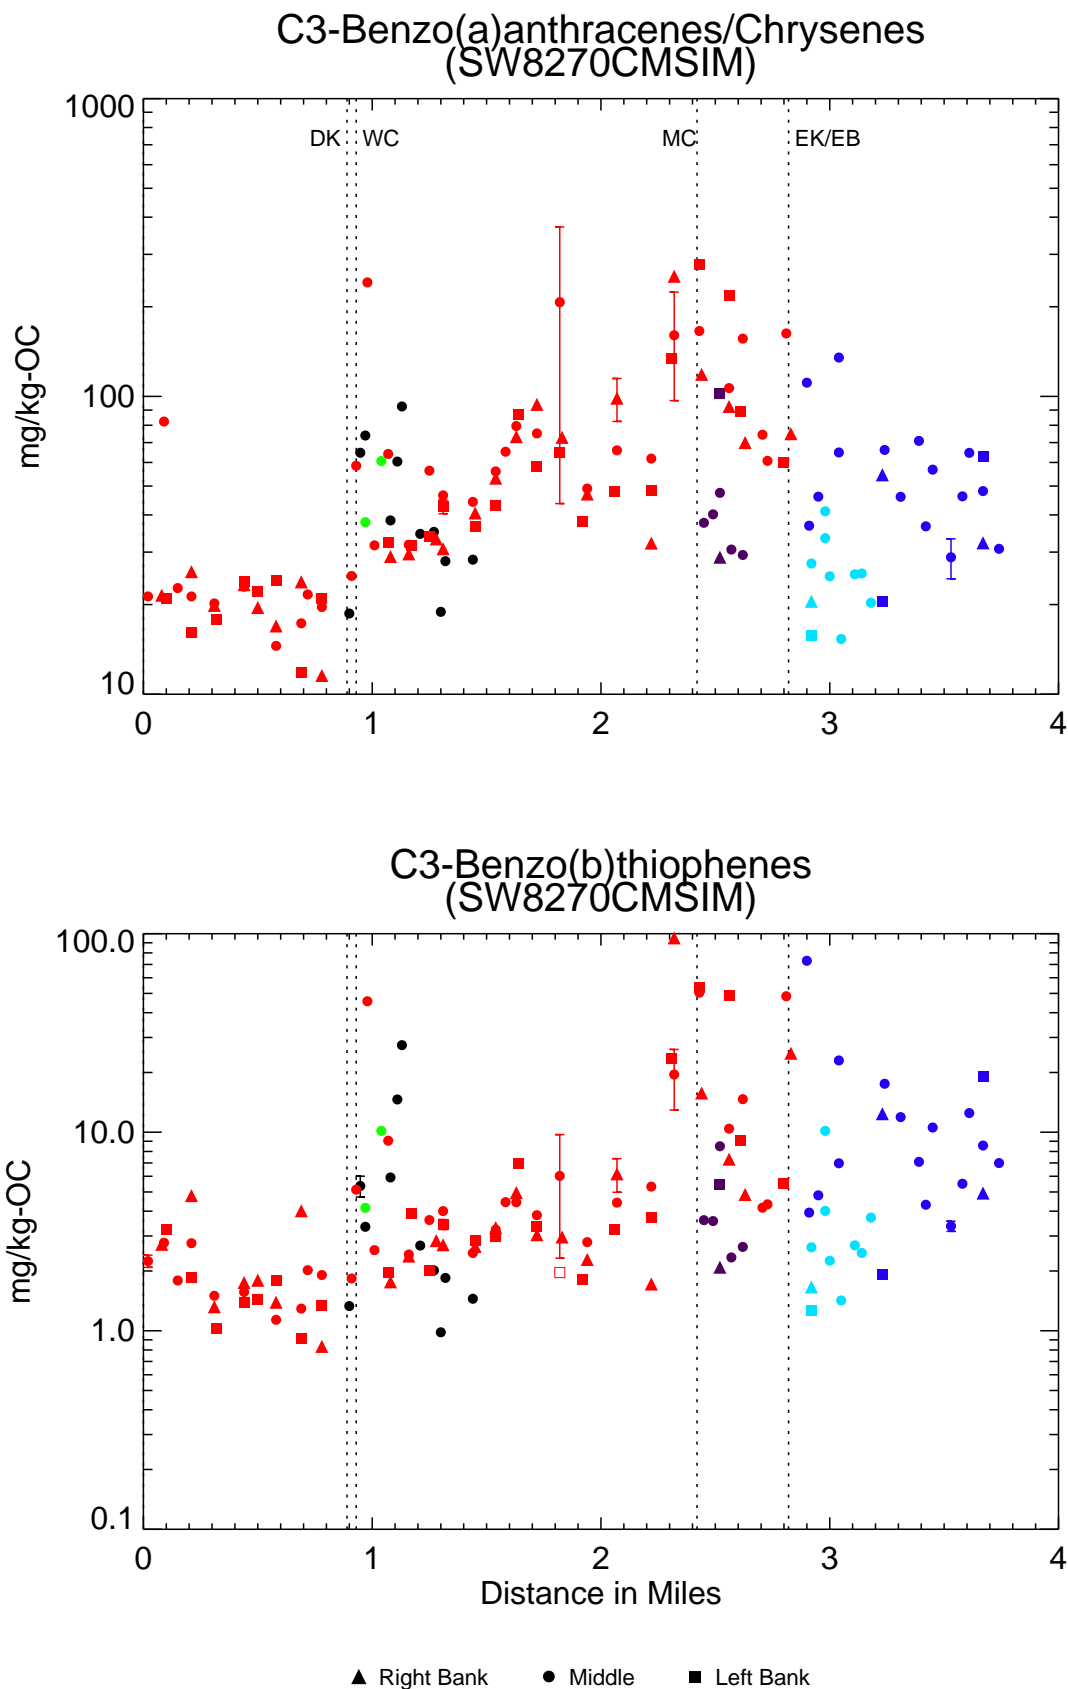 C3-Benzo(a)anthracenes/Chrysenes
(SW8270CMSIM)
1000
DK WC MC EK/EB
100
mg/kg-OC
10
0 1 2 3 4
C3-Benzo(b)thiophenes
(SW8270CMSIM)
100.0
10.0
mg/kg-OC
1.0
0.1
0 1 2 3 4
Distance in Miles
Right Bank Middle Left Bank